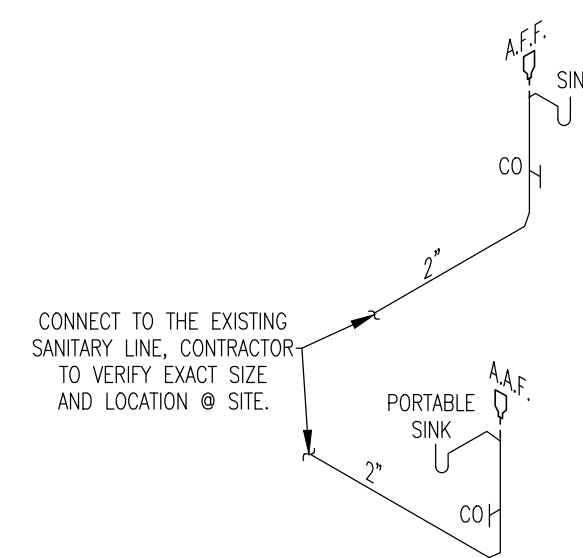 A.F.F.
SIN
CO
2"
CONNECT TO THE EXISTING
SANITARY LINE, CONTRACTOR
TO VERIFY EXACT SIZE
AND LOCATION @ SITE.
A.A.F.
PORTABLE
SINK
2"
CO